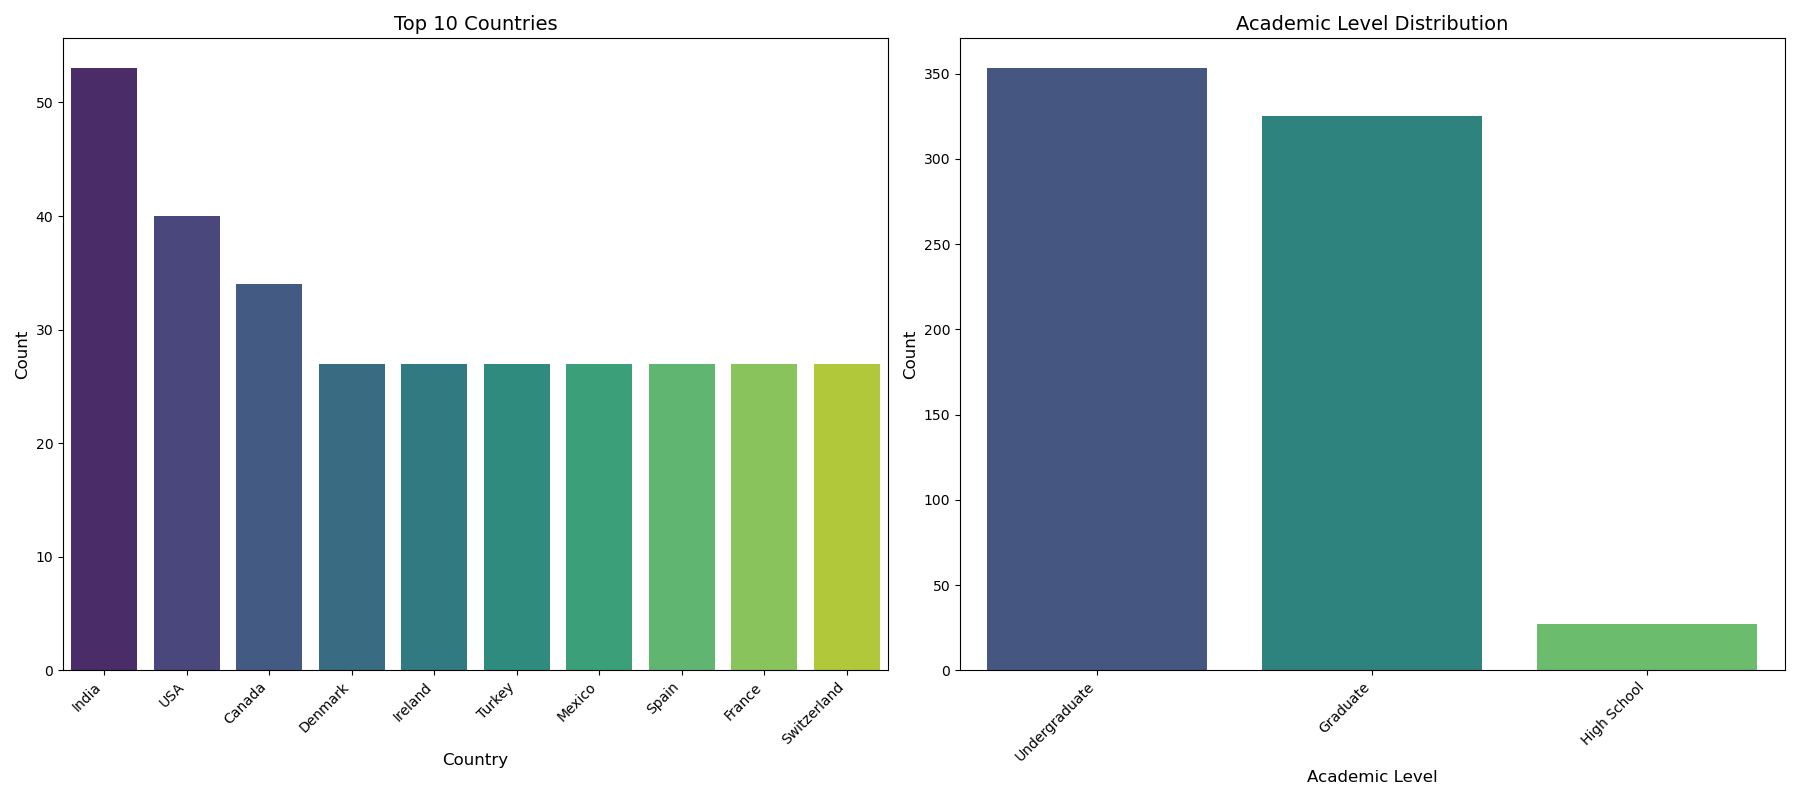 Top 10 Countries
50
40
30
20
10
0
Count
India
USA
Canada
Denmark
Ireland
Turkey
Mexico
Spain
France
Switzerland
Country
Academic Level Distribution
350
300
250
200
150
100
50
0
Count
Undergraduate
Graduate
High School
Academic Level